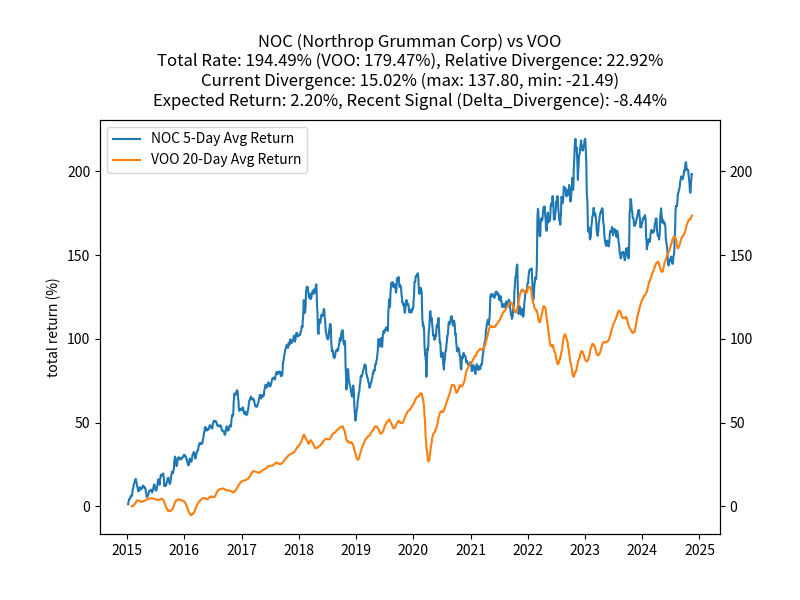 NOC (Northrop Grumman Corp) vs VOO
Total Rate: 194.49% (VOO: 179.47%), Relative Divergence: 22.92%
Current Divergence: 15.02% (max: 137.80, min: -21.49)
Expected Return: 2.20%, Recent Signal (Delta_Divergence): -8.44%
NOC 5-Day Avg Return
VOO 20-Day Avg Return
total return (%)
200
150
100
50
0
200
150
100
50
0
2015 2016 2017 2018 2019 2020 2021 2022 2023 2024 2025